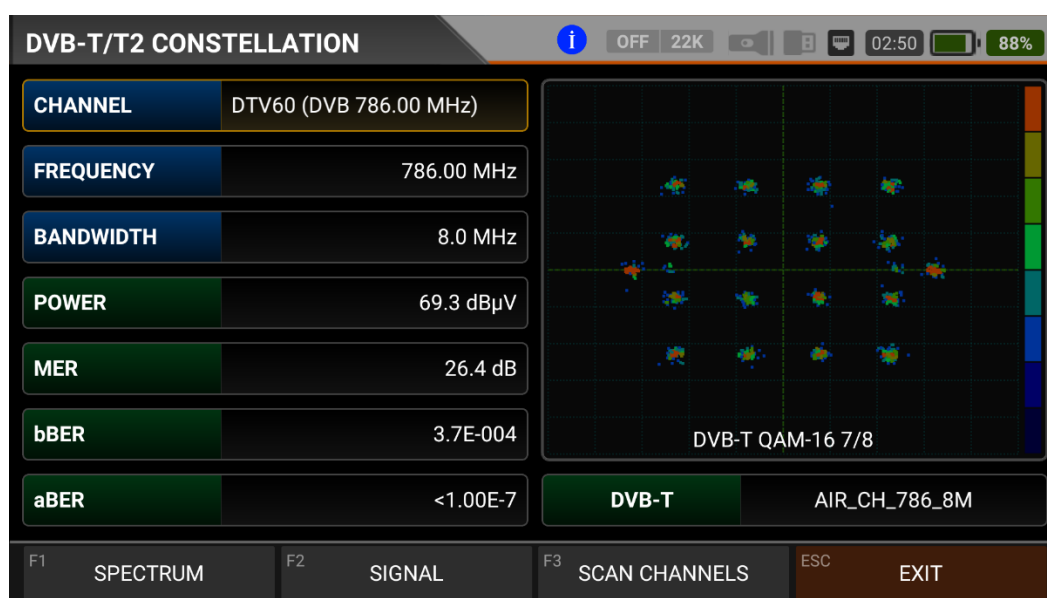 DVB-T/T2 CONSTELLATION
i OFF 22K 02:50 88%
CHANNEL DTV60 (DVB 786.00 MHz)
FREQUENCY 786.00 MHz
BANDWIDTH 8.0 MHz
POWER 69.3 dBµV
MER 26.4 dB
bBER 3.7E-004
aBER <1.00E-7
DVB-T QAM-16 7/8
DVB-T AIR_CH_786_8M
F1 SPECTRUM
F2 SIGNAL
F3 SCAN CHANNELS
ESC EXIT